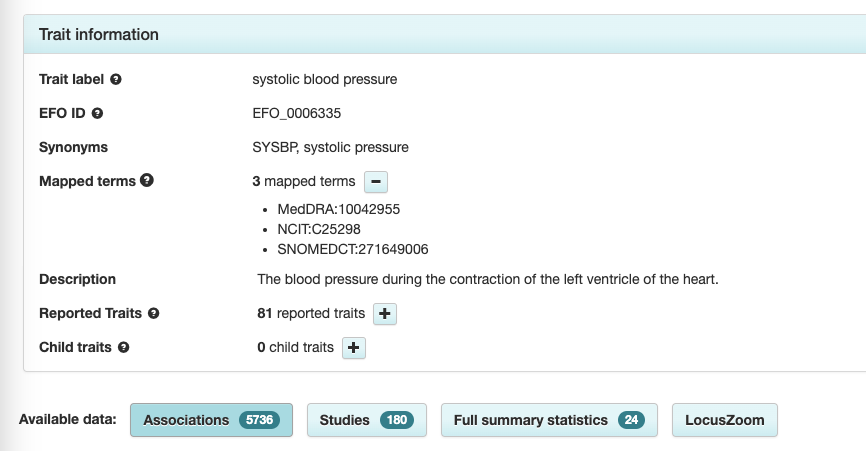 Trait information
Trait label ? systolic blood pressure
EFO ID ? EFO_0006335
Synonyms SYSBP, systolic pressure
Mapped terms ? 3 mapped terms −
• MedDRA:10042955
• NCIT:C25298
• SNOMEDCT:271649006
Description The blood pressure during the contraction of the left ventricle of the heart.
Reported Traits ? 81 reported traits +
Child traits ? 0 child traits +
Available data: Associations 5736 Studies 180 Full summary statistics 24 LocusZoom